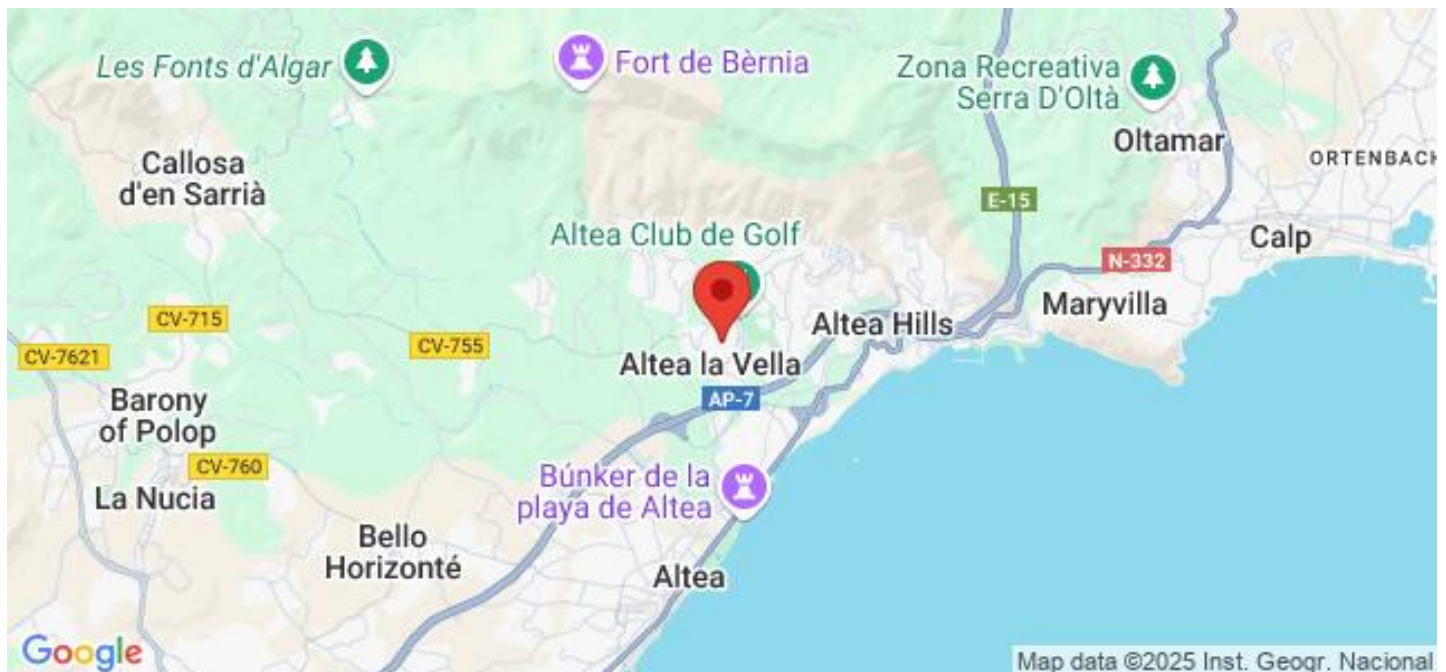 Les Fonts d'Algar
Fort de Bèrnia
Zona Recreativa
Serra D'Oltà
Oltamar
ORTENBACH
Callosa
d'en Sarrià
E-15
Altea Club de Golf
Calp
N-332
CV-715
Maryvilla
Altea Hills
CV-755
CV-7621
Altea la Vella
AP-7
Barony
of Polop
CV-760
Búnker de la
playa de Altea
La Nucia
Bello
Horizonté
Altea
Google
Map data ©2025 Inst. Geogr. Nacional